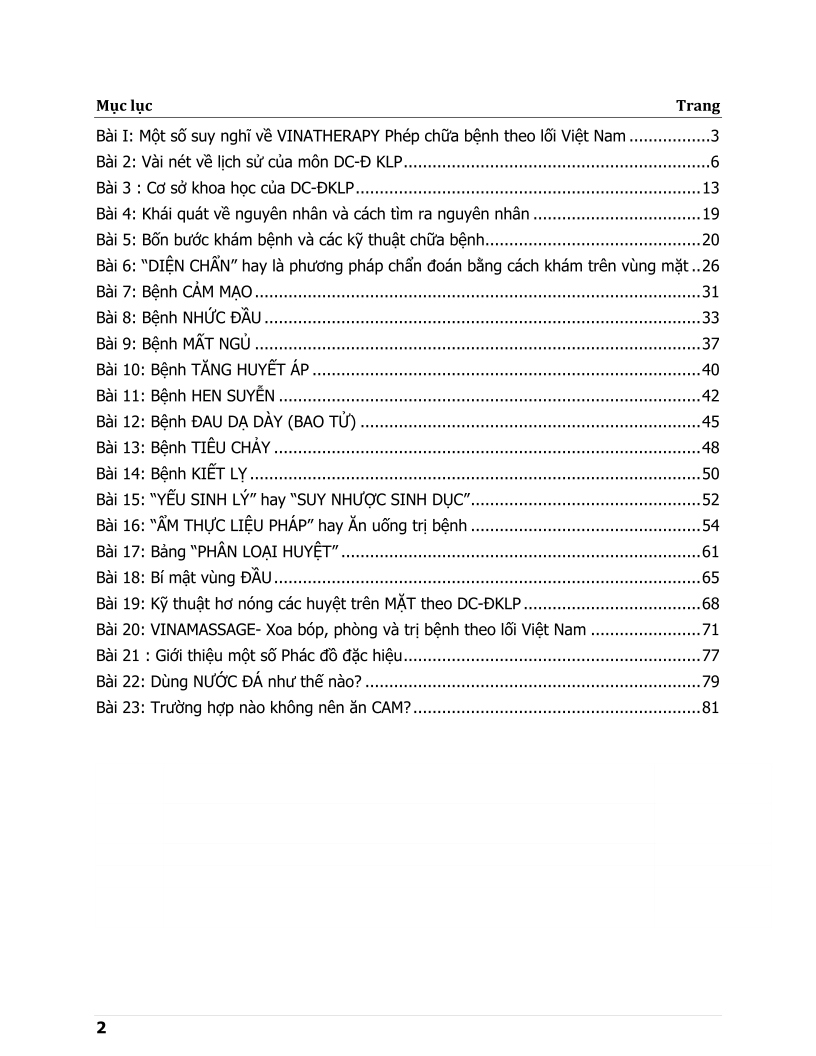 Mục lục Trang
Bài I: Một số suy nghĩ về VINATHERAPY Phép chữa bệnh theo lối Việt Nam .................3
Bài 2: Vài nét về lịch sử của môn DC-Đ KLP.................................................................6
Bài 3 : Cơ sở khoa học của DC-ĐKLP.........................................................................13
Bài 4: Khái quát về nguyên nhân và cách tìm ra nguyên nhân ...................................19
Bài 5: Bốn bước khám bệnh và các kỹ thuật chữa bệnh.............................................20
Bài 6: “DIỆN CHẨN” hay là phương pháp chẩn đoán bằng cách khám trên vùng mặt ..26
Bài 7: Bệnh CẢM MẠO..............................................................................................31
Bài 8: Bệnh NHỨC ĐẦU ............................................................................................33
Bài 9: Bệnh MẤT NGỦ ..............................................................................................37
Bài 10: Bệnh TĂNG HUYẾT ÁP ..................................................................................40
Bài 11: Bệnh HEN SUYỄN .........................................................................................42
Bài 12: Bệnh ĐAU DẠ DÀY (BAO TỬ) ........................................................................45
Bài 13: Bệnh TIÊU CHẢY ..........................................................................................48
Bài 14: Bệnh KIẾT LỴ ...............................................................................................50
Bài 15: “YẾU SINH LÝ” hay “SUY NHƯỢC SINH DỤC”................................................52
Bài 16: “ẨM THỰC LIỆU PHÁP” hay Ăn uống trị bệnh ................................................54
Bài 17: Bảng “PHÂN LOẠI HUYỆT” ............................................................................61
Bài 18: Bí mật vùng ĐẦU..........................................................................................65
Bài 19: Kỹ thuật hơ nóng các huyệt trên MẶT theo DC-ĐKLP.....................................68
Bài 20: VINAMASSAGE- Xoa bóp, phòng và trị bệnh theo lối Việt Nam .......................71
Bài 21 : Giới thiệu một số Phác đồ đặc hiệu...............................................................77
Bài 22: Dùng NƯỚC ĐÁ như thế nào? .......................................................................79
Bài 23: Trường hợp nào không nên ăn CAM?.............................................................81
2